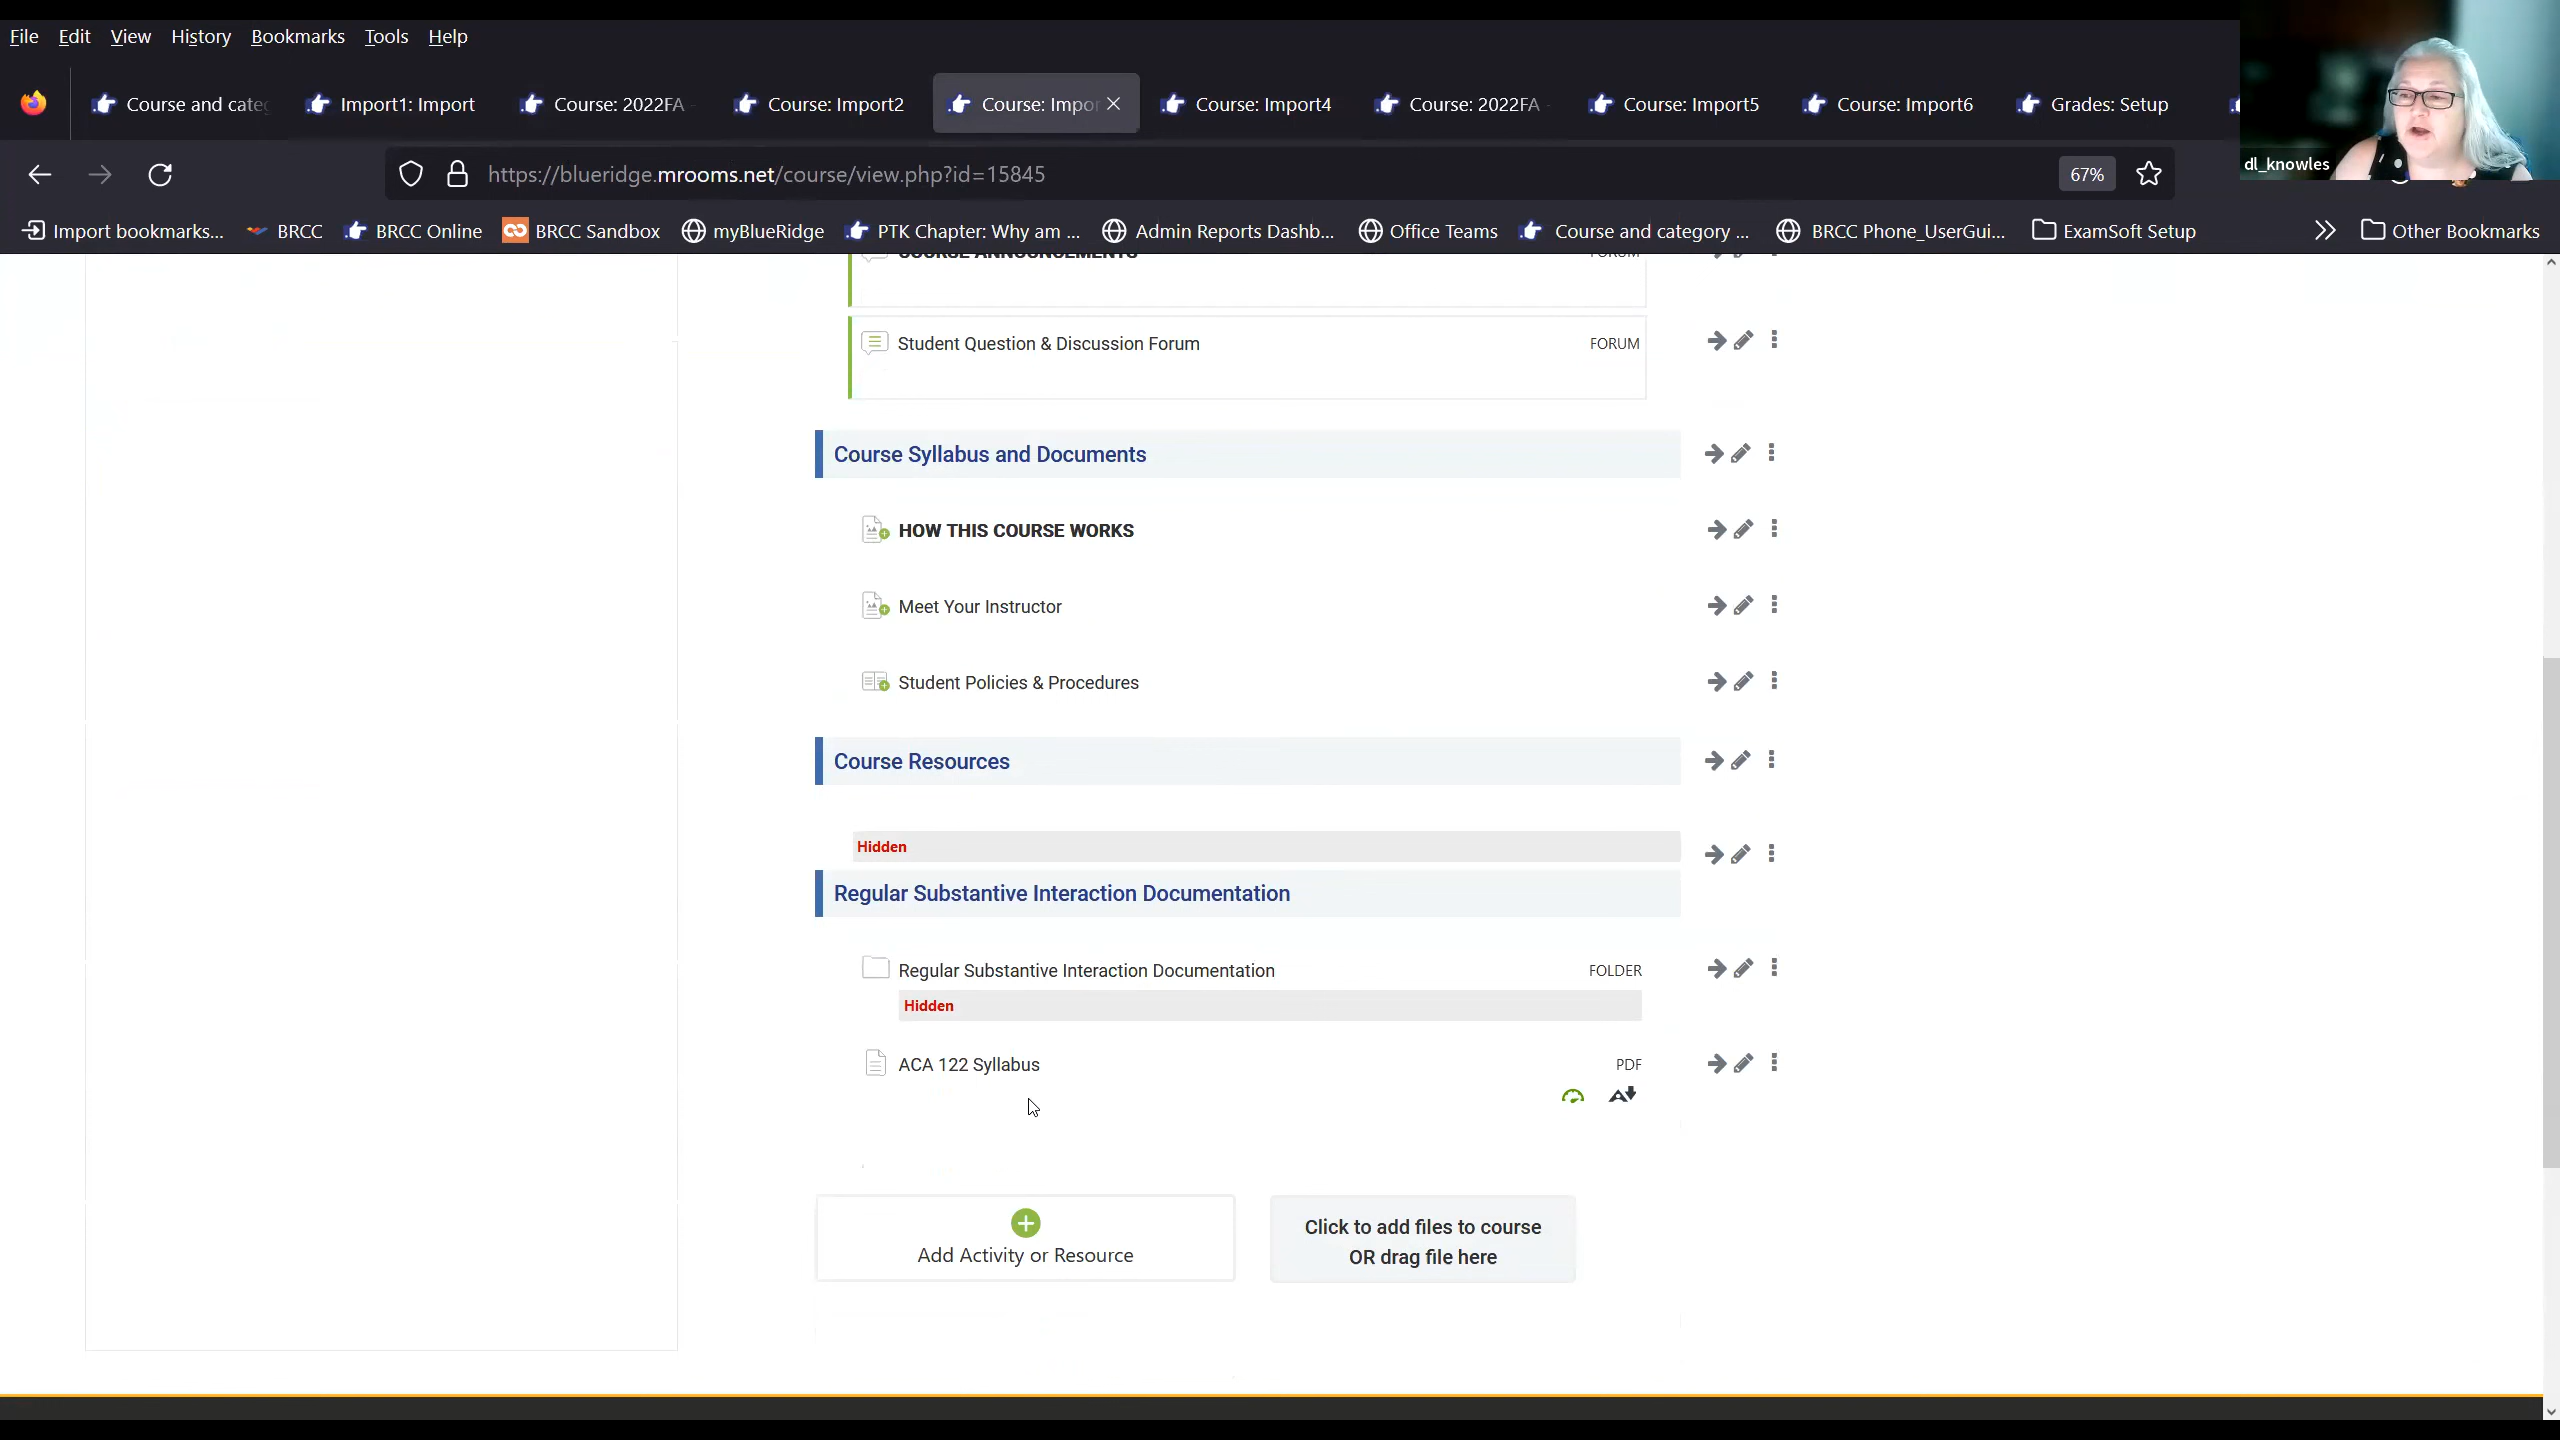 File Edit View History Bookmarks Tools Help
Course and categ Import1: Import Course: 2022FA - Course: Import2 Course: Impor Course: Import4 Course: 2022FA - Course: Import5 Course: Import6 Grades: Setup
https://blueridge.mrooms.net/course/view.php?id=15845 67%
dl_knowles
Import bookmarks... BRCC BRCC Online BRCC Sandbox myBlueRidge PTK Chapter: Why am ... Admin Reports Dashb... Office Teams Course and category ... BRCC Phone_UserGui... ExamSoft Setup Other Bookmarks
COURSE ANNOUNCEMENTS FORUM
Student Question & Discussion Forum FORUM
Course Syllabus and Documents
HOW THIS COURSE WORKS
Meet Your Instructor
Student Policies & Procedures
Course Resources
Hidden
Regular Substantive Interaction Documentation
Regular Substantive Interaction Documentation FOLDER
Hidden
ACA 122 Syllabus PDF
Add Activity or Resource
Click to add files to course
OR drag file here